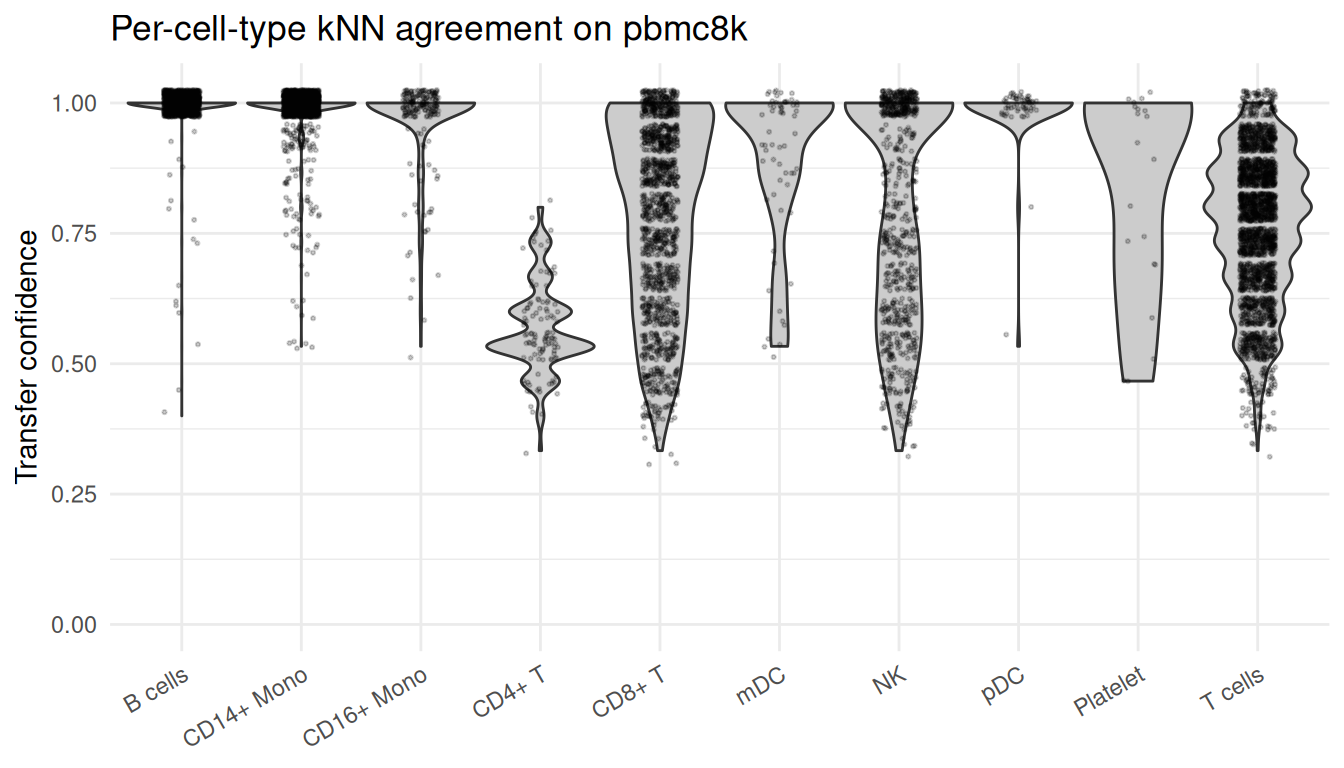 Per-cell-type kNN agreement on pbmc8k
Transfer confidence
1.00
0.75
0.50
0.25
0.00
B cells
CD14+ Mono
CD16+ Mono
CD4+ T
CD8+ T
mDC
NK
pDC
Platelet
T cells